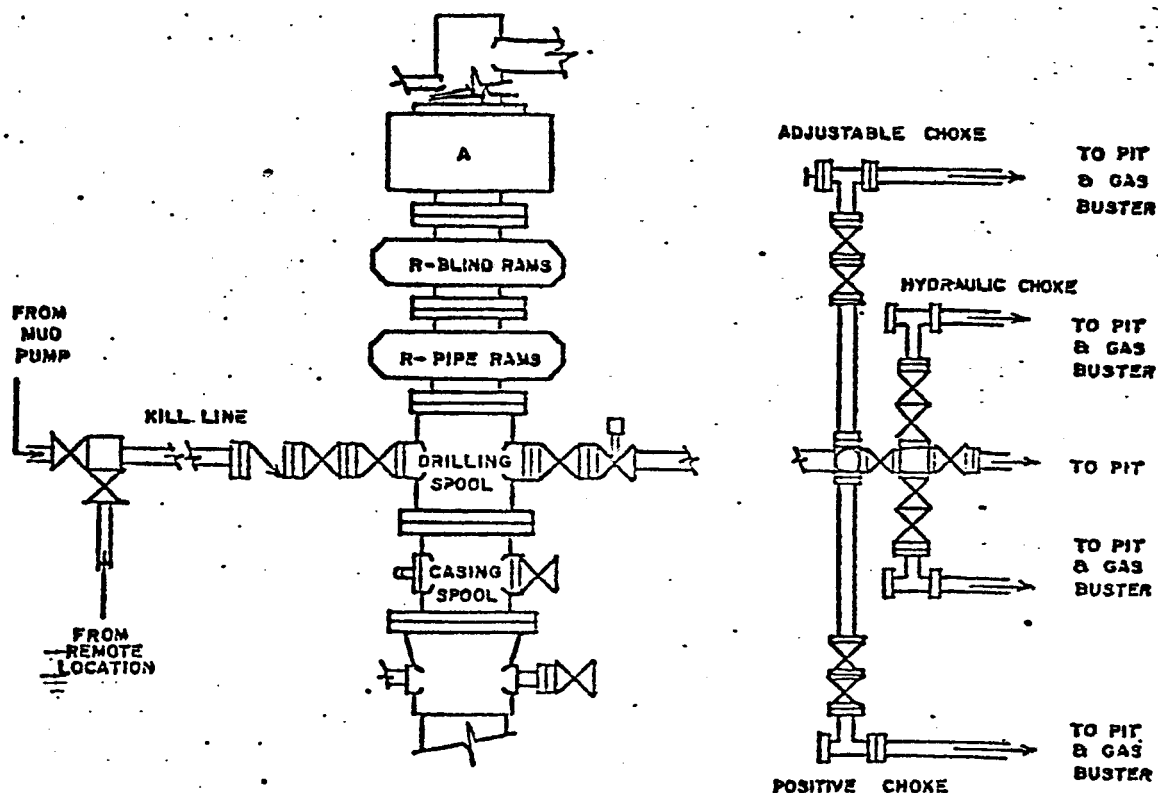 A
R-BLIND RAMS
R-PIPE RAMS
FROM
MUD
PUMP
KILL LINE
DRILLING
SPOOL
CASING
SPOOL
FROM
REMOTE
LOCATION
ADJUSTABLE CHOKE
TO PIT
& GAS
BUSTER
HYDRAULIC CHOKE
TO PIT
& GAS
BUSTER
TO PIT
TO PIT
& GAS
BUSTER
TO PIT
& GAS
BUSTER
POSITIVE CHOKE